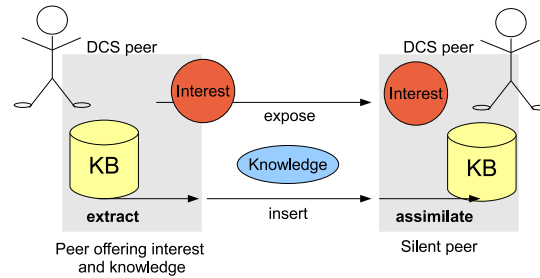 DCS peer
DCS peer
Interest
Interest
expose
KB
Knowledge
KB
extract
insert
assimilate
Peer offering interest
and knowledge
Silent peer